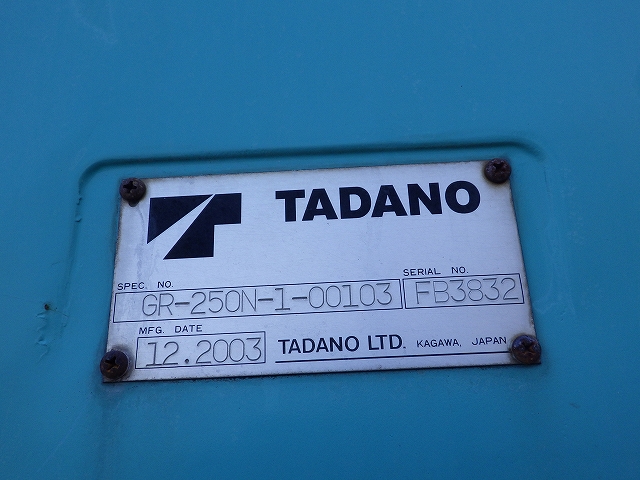 TADANO
SPEC. NO.
GR-250N-1-00103
SERIAL NO.
FB3832
MFG. DATE
12.2003
TADANO LTD. KAGAWA, JAPAN